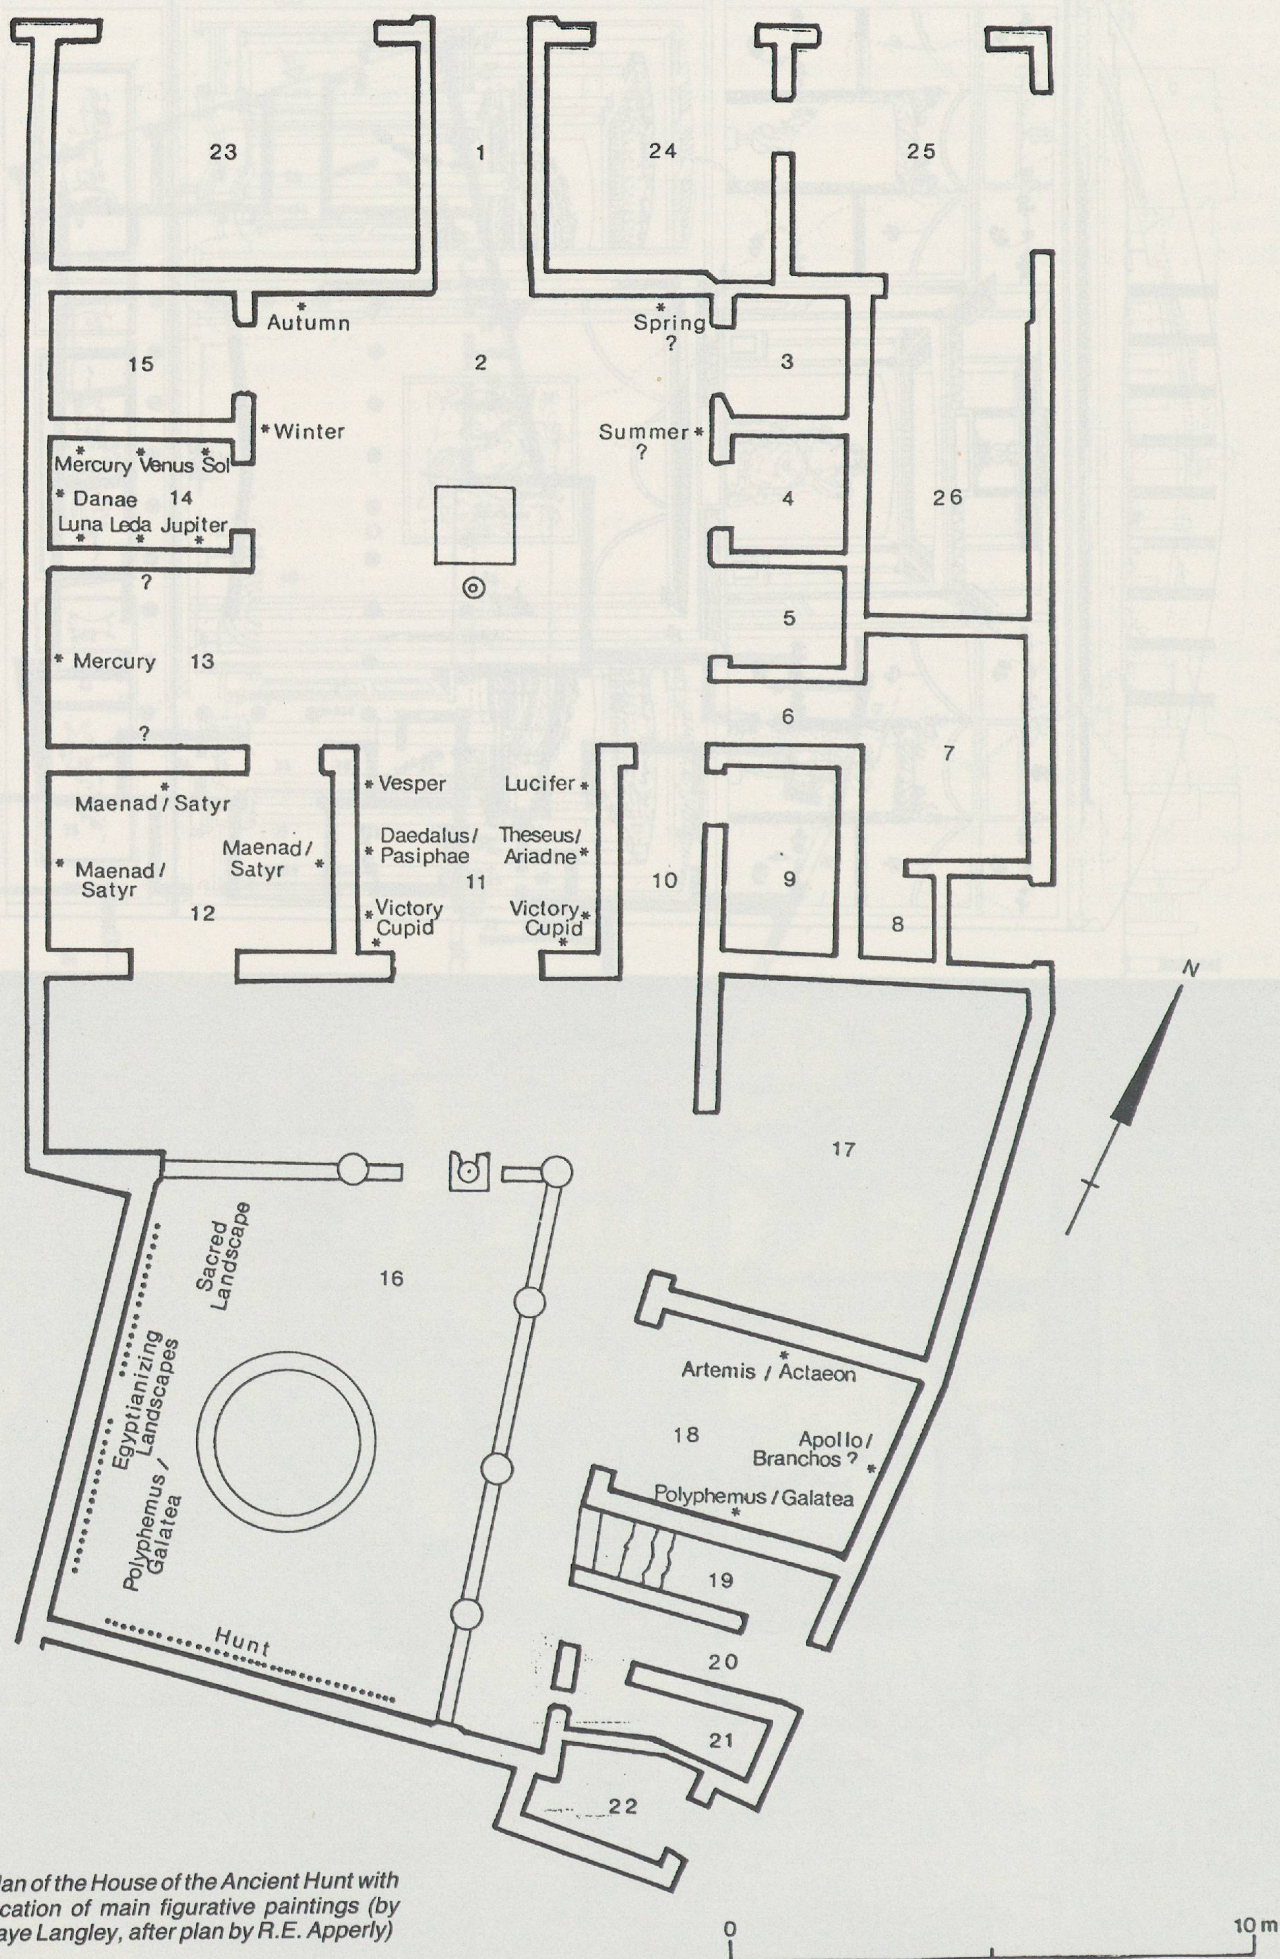 23
1
24
25
Autumn
Spring
?
15
2
3
Winter
Summer
?
Mercury Venus Sol
Danae 14
Luna Leda Jupiter
4
26
?
5
Mercury 13
6
?
7
Vesper
Lucifer
Maenad / Satyr
Daedalus/
Pasiphae
Theseus/
Ariadne
Maenad/
Satyr
Maenad/
Satyr
11
10
9
12
Victory
Cupid
Victory
Cupid
8
N
17
Sacred
Landscape
16
Egyptianizing
Landscapes
Artemis / Actaeon
18
Apollo/
Branchos ?
Polyphemus/
Galatea
Polyphemus / Galatea
19
Hunt
20
21
22
lan of the House of the Ancient Hunt with
cation of main figurative paintings (by
aye Langley, after plan by R.E. Apperly)
0
10 m